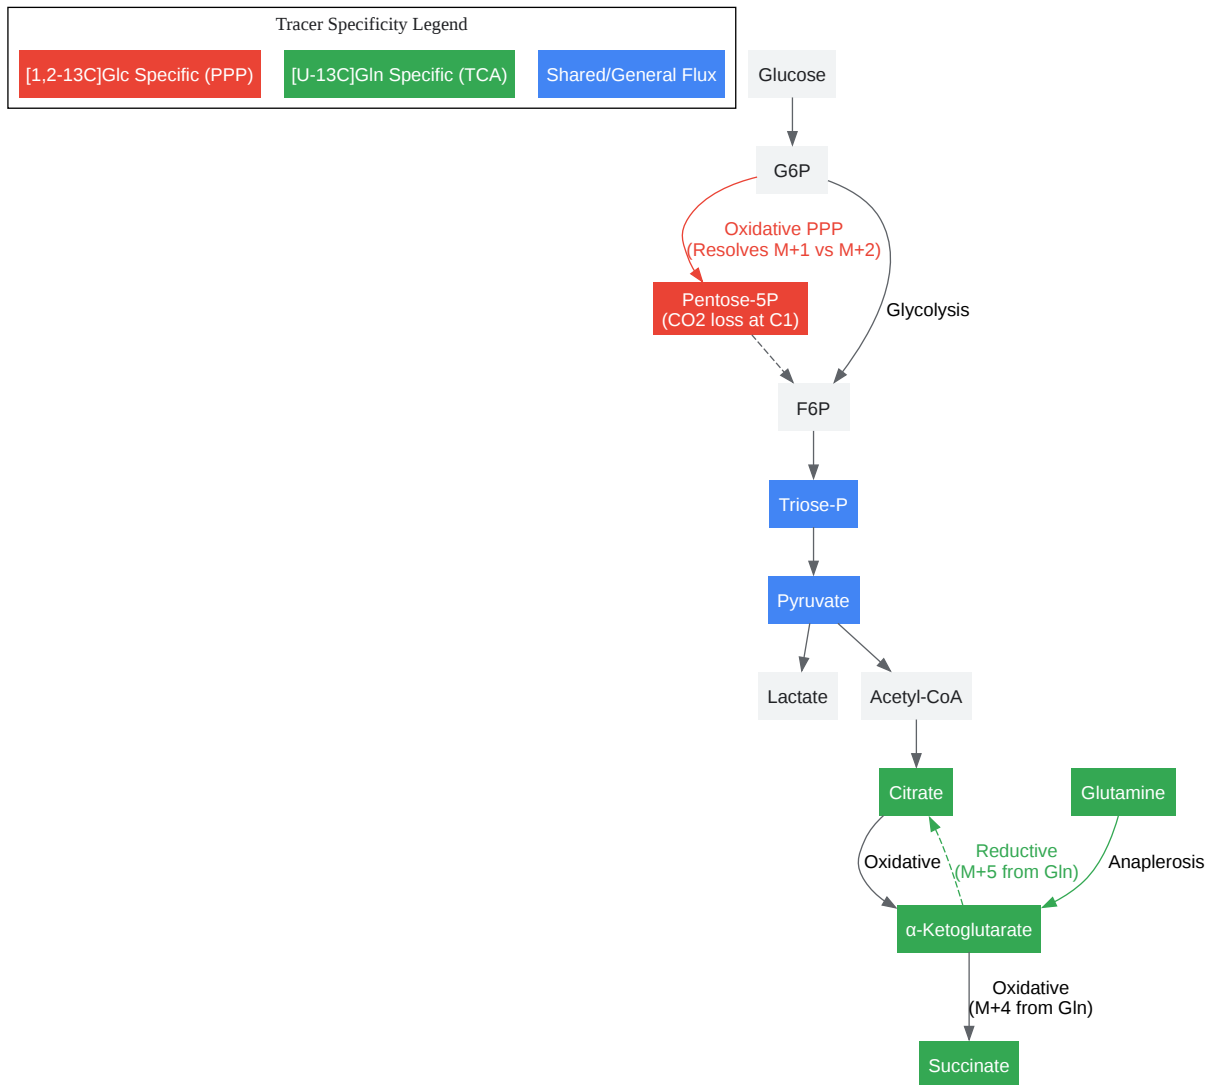 Tracer Specificity Legend
[1,2-13C]Glc Specific (PPP)
[U-13C]Gln Specific (TCA)
Shared/General Flux
Glucose
G6P
Oxidative PPP
(Resolves M+1 vs M+2)
Pentose-5P
(CO2 loss at C1)
Glycolysis
F6P
Triose-P
Pyruvate
Lactate
Acetyl-CoA
Citrate
Glutamine
Oxidative
Reductive
(M+5 from Gln)
Anaplerosis
α-Ketoglutarate
Oxidative
(M+4 from Gln)
Succinate